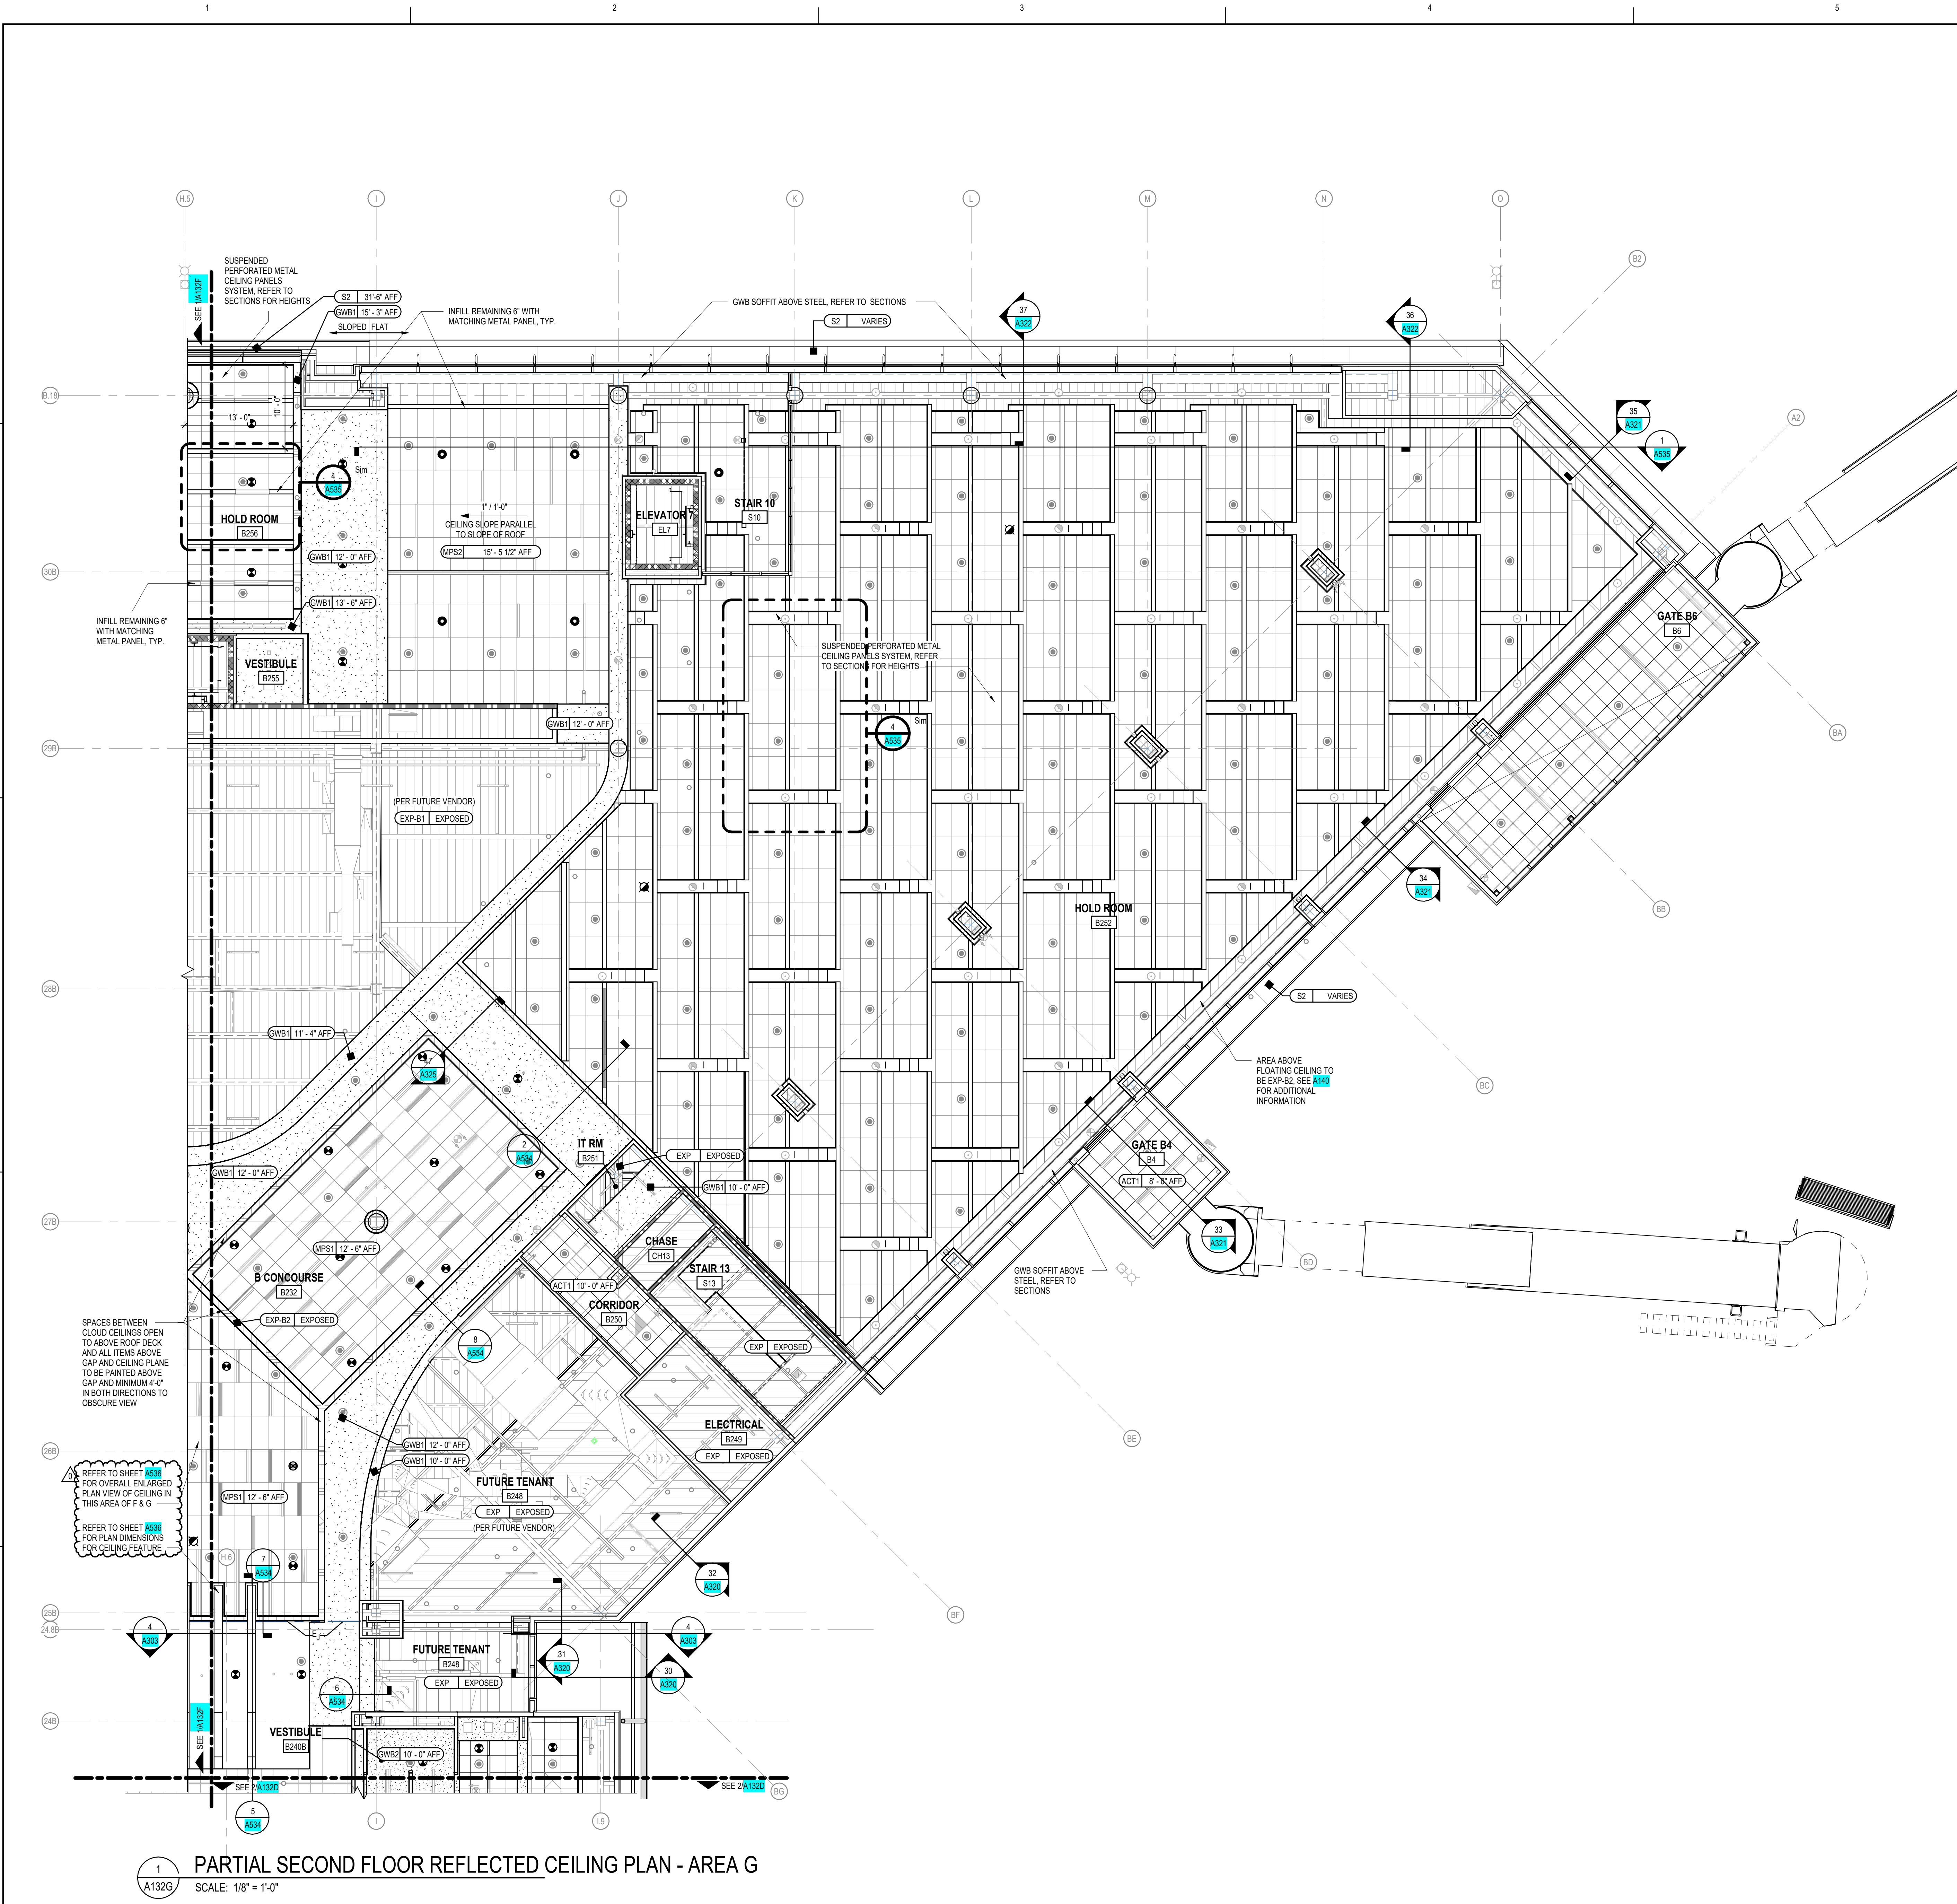 1
2
3
4
5
H.5
I
J
K
L
M
N
O
B2
A2
BA
BB
BC
BD
BE
BF
BG
B.18
30B
29B
28B
27B
26B
25B
24.8B
24B
H.6
I
I.9
SEE 1/A132F
SUSPENDED
PERFORATED METAL
CEILING PANELS
SYSTEM, REFER TO
SECTIONS FOR HEIGHTS
S2 31'-6" AFF
GWB1 15' - 3" AFF
SLOPED FLAT
INFILL REMAINING 6" WITH
MATCHING METAL PANEL, TYP.
GWB SOFFIT ABOVE STEEL, REFER TO SECTIONS
S2 VARIES
37
A322
36
A322
35
A321
1
A535
13' - 0"
10' - 0"
4
A535
Sim
HOLD ROOM
B256
1" / 1'-0"
CEILING SLOPE PARALLEL
TO SLOPE OF ROOF
MPS2 15' - 5 1/2" AFF
ELEVATOR 7
EL7
STAIR 10
S10
GWB1 12' - 0" AFF
GWB1 13' - 6" AFF
INFILL REMAINING 6"
WITH MATCHING
METAL PANEL, TYP.
VESTIBULE
B255
SUSPENDED PERFORATED METAL
CEILING PANELS SYSTEM, REFER
TO SECTIONS FOR HEIGHTS
GATE B6
B6
GWB1 12' - 0" AFF
4
A535
Sim
(PER FUTURE VENDOR)
EXP-B1 EXPOSED
34
A321
HOLD ROOM
B252
S2 VARIES
GWB1 11' - 4" AFF
47
A325
AREA ABOVE
FLOATING CEILING TO
BE EXP-B2, SEE A140
FOR ADDITIONAL
INFORMATION
2
A534
IT RM
B251
EXP EXPOSED
GWB1 10' - 0" AFF
GATE B4
B4
ACT1 8' - 0" AFF
GWB1 12' - 0" AFF
33
A321
MPS1 12' - 6" AFF
B CONCOURSE
B232
EXP-B2 EXPOSED
CHASE
CH13
STAIR 13
S13
ACT1 10' - 0" AFF
CORRIDOR
B250
GWB SOFFIT ABOVE
STEEL, REFER TO
SECTIONS
SPACES BETWEEN
CLOUD CEILINGS OPEN
TO ABOVE ROOF DECK
AND ALL ITEMS ABOVE
GAP AND CEILING PLANE
TO BE PAINTED ABOVE
GAP AND MINIMUM 4'-0"
IN BOTH DIRECTIONS TO
OBSCURE VIEW
8
A534
EXP EXPOSED
ELECTRICAL
B249
EXP EXPOSED
GWB1 12' - 0" AFF
GWB1 10' - 0" AFF
0
REFER TO SHEET A536
FOR OVERALL ENLARGED
PLAN VIEW OF CEILING IN
THIS AREA OF F & G
REFER TO SHEET A536
FOR PLAN DIMENSIONS
FOR CEILING FEATURE
MPS1 12' - 6" AFF
FUTURE TENANT
B248
EXP EXPOSED
(PER FUTURE VENDOR)
7
A534
32
A320
4
A303
EJ
4
A303
FUTURE TENANT
B248
EXP EXPOSED
31
A320
30
A320
6
A534
SEE 1/A132F
VESTIBULE
B240B
GWB2 10' - 0" AFF
SEE 2/A132D
SEE 2/A132D
5
A534
1
A132G
PARTIAL SECOND FLOOR REFLECTED CEILING PLAN - AREA G
SCALE: 1/8" = 1'-0"